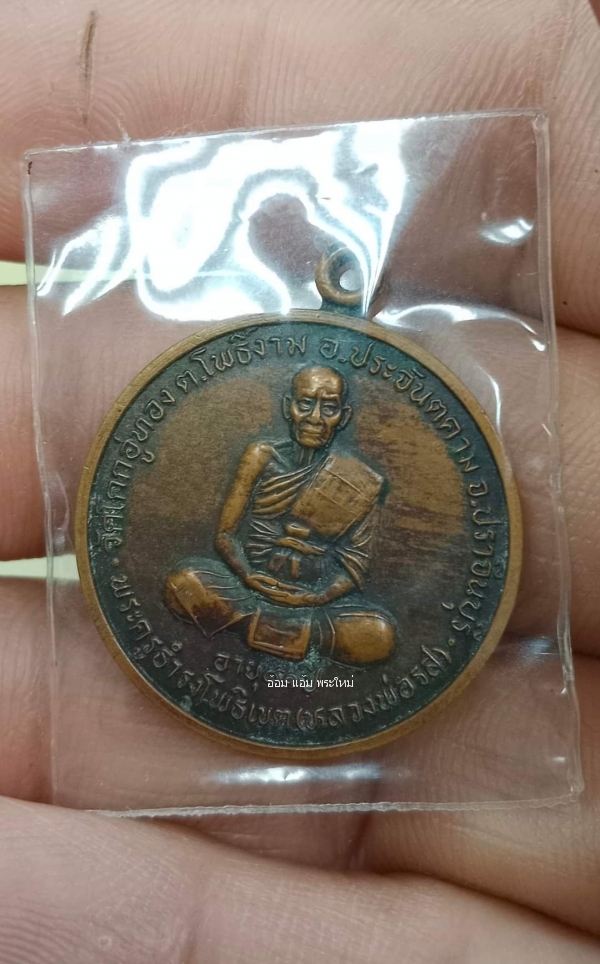 วัดโคกอู่ทอง ต.โพธิ์งาม อ.ประจันตคาม จ.ปราจีนบุรี
พระครูธำรงโพธิเขต(หลวงพ่อรส)
อายุ
อ้อม แอ้ม พระใหม่